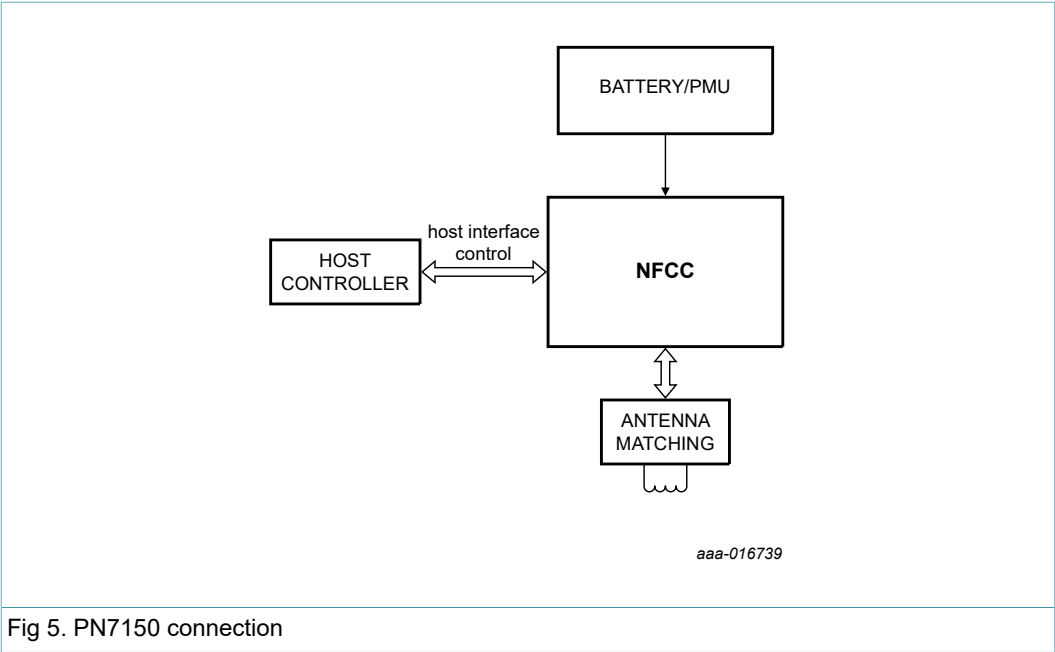 BATTERY/PMU
host interface
control
HOST
CONTROLLER
NFCC
ANTENNA
MATCHING
aaa-016739
Fig 5. PN7150 connection